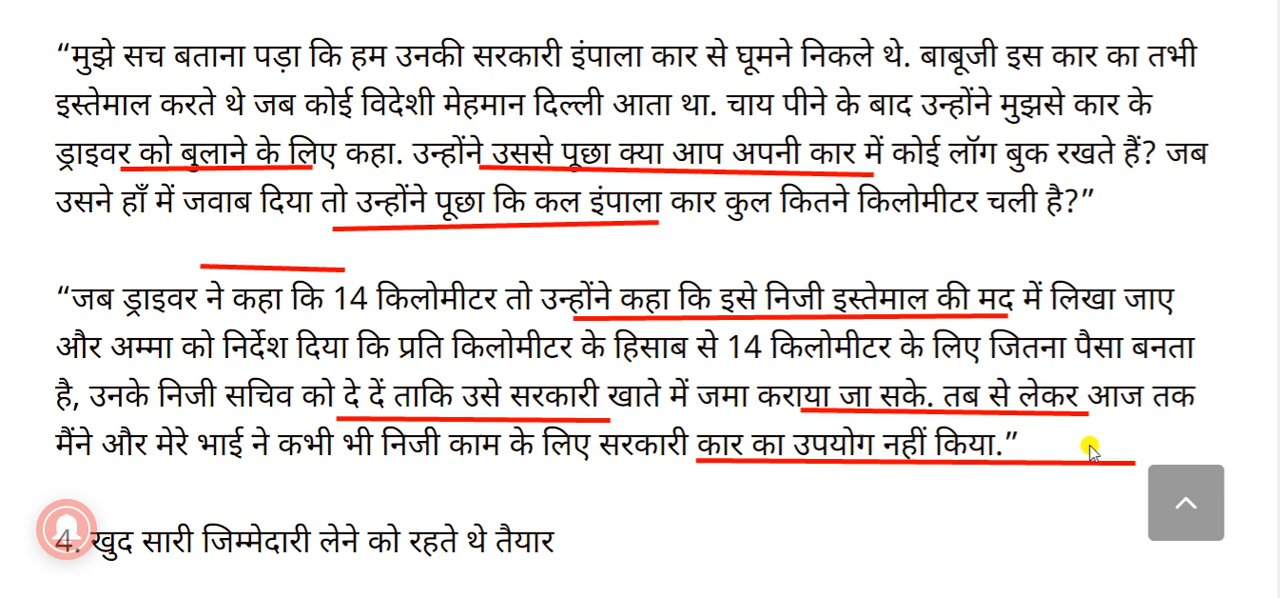 “मुझे सच बताना पड़ा कि हम उनकी सरकारी इंपाला कार से घूमने निकले थे. बाबूजी इस कार का तभी
इस्तेमाल करते थे जब कोई विदेशी मेहमान दिल्ली आता था. चाय पीने के बाद उन्होंने मुझसे कार के
ड्राइवर को बुलाने के लिए कहा. उन्होंने उससे पूछा क्या आप अपनी कार में कोई लॉग बुक रखते हैं? जब
उसने हाँ में जवाब दिया तो उन्होंने पूछा कि कल इंपाला कार कुल कितने किलोमीटर चली है?”
“जब ड्राइवर ने कहा कि 14 किलोमीटर तो उन्होंने कहा कि इसे निजी इस्तेमाल की मद में लिखा जाए
और अम्मा को निर्देश दिया कि प्रति किलोमीटर के हिसाब से 14 किलोमीटर के लिए जितना पैसा बनता
है, उनके निजी सचिव को दे दें ताकि उसे सरकारी खाते में जमा कराया जा सके. तब से लेकर आज तक
मैंने और मेरे भाई ने कभी भी निजी काम के लिए सरकारी कार का उपयोग नहीं किया.”
4. खुद सारी जिम्मेदारी लेने को रहते थे तैयार